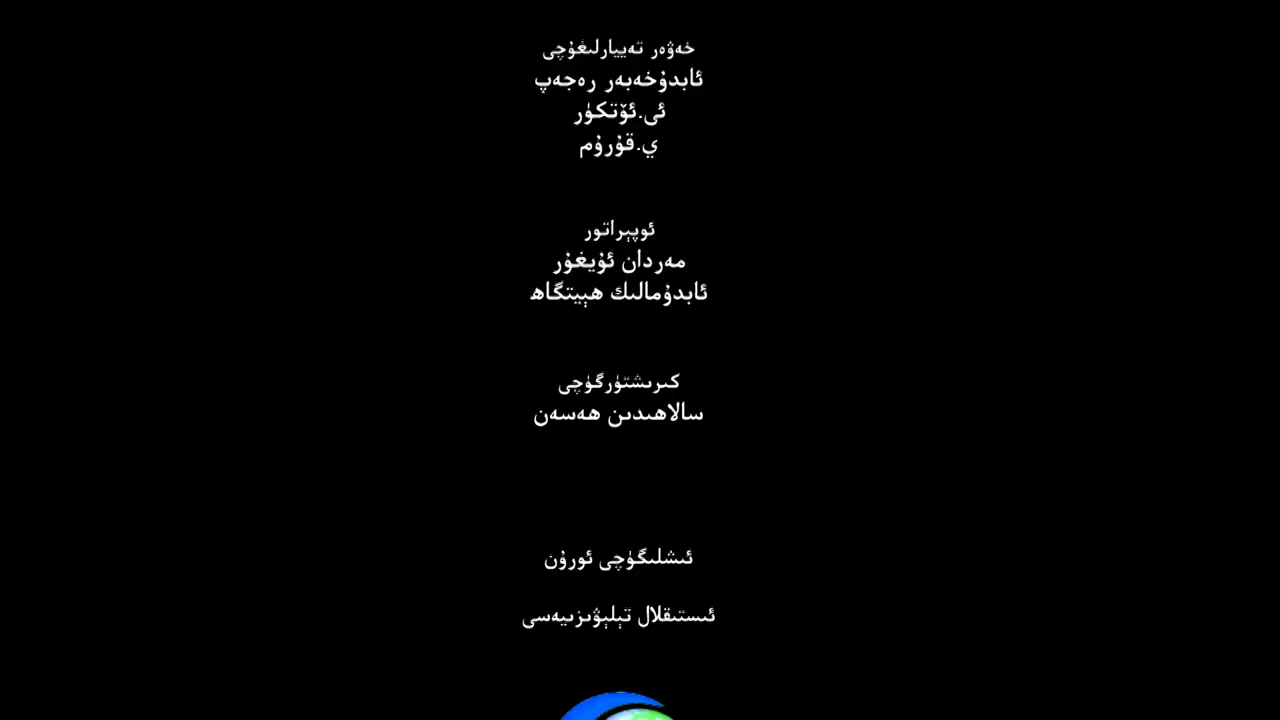 خەۋەر تەييارلىغۇچى
ئابدۇخەبەر رەجەپ
ئى.ئۆتكۈر
ي.قۇرۇم
ئوپېراتور
مەردان ئۇيغۇر
ئابدۇمالىك ھېيتگاھ
كىرىشتۈرگۈچى
سالاھىدىن ھەسەن
ئىشلىگۈچى ئورۇن
ئىستىقلال تېلېۋىزىيەسى